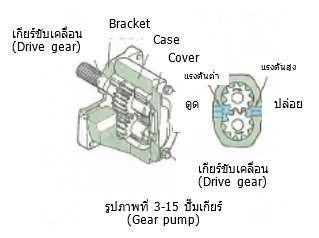 Bracket
เกียร์ขับเคลื่อน
(Drive gear)
Case
Cover
แรงดันต่ำ
แรงดันสูง
ดูด
ปล่อย
เกียร์ขับเคลื่อน
(Drive gear)
รูปภาพที่ 3-15 ปั๊มเกียร์
(Gear pump)